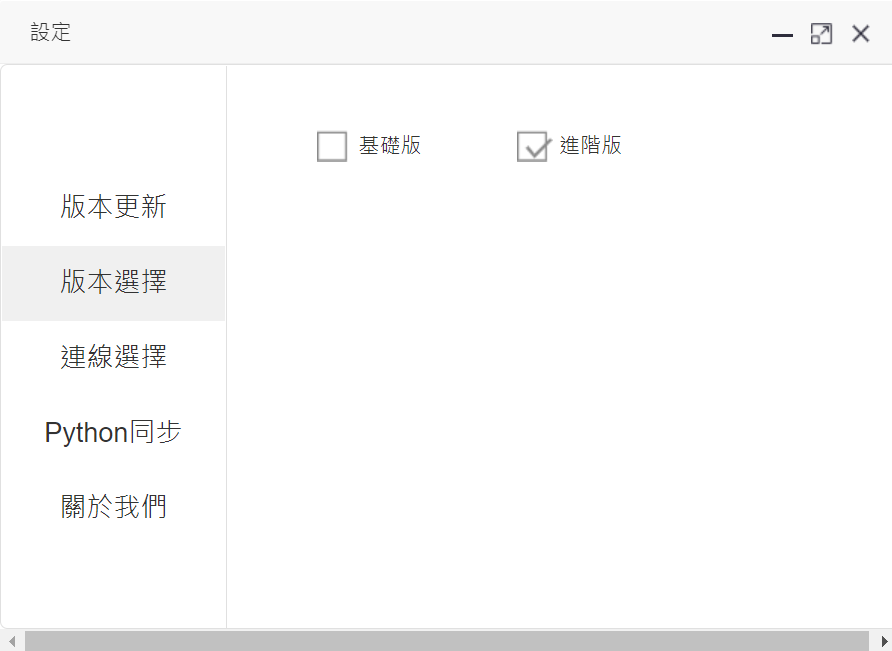 設定
基礎版
進階版
版本更新
版本選擇
連線選擇
Python同步
關於我們